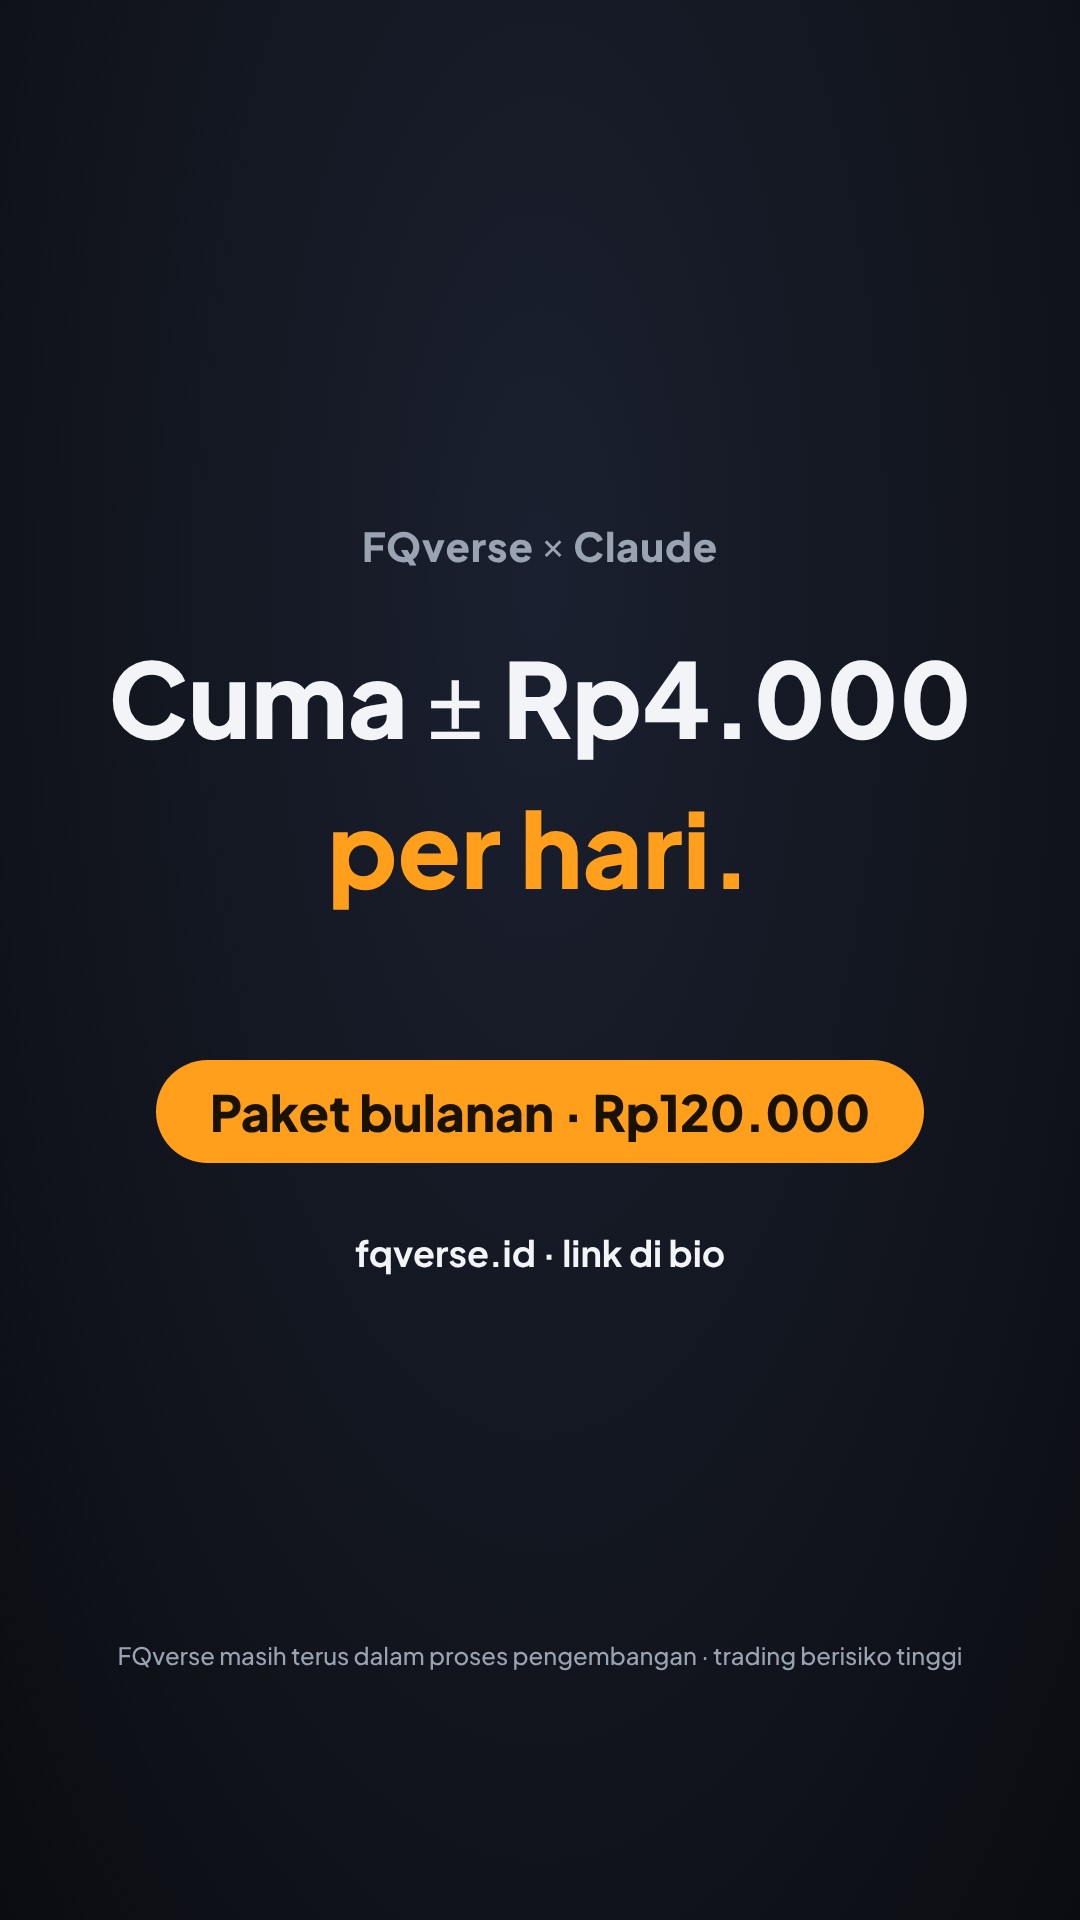 FQverse × Claude
Cuma ± Rp4.000
per hari.
Paket bulanan · Rp120.000
fqverse.id · link di bio
FQverse masih terus dalam proses pengembangan · trading berisiko tinggi